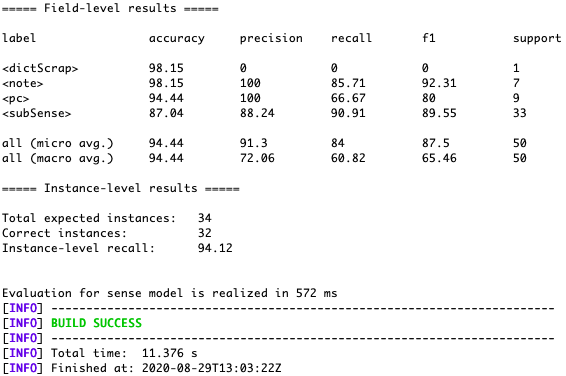 ===== Field-level results =====
label accuracy precision recall f1 support
<dictScrap> 98.15 0 0 0 1
<note> 98.15 100 85.71 92.31 7
<pc> 94.44 100 66.67 80 9
<subSense> 87.04 88.24 90.91 89.55 33
all (micro avg.) 94.44 91.3 84 87.5 50
all (macro avg.) 94.44 72.06 60.82 65.46 50
===== Instance-level results =====
Total expected instances: 34
Correct instances: 32
Instance-level recall: 94.12
Evaluation for sense model is realized in 572 ms
[INFO] ------------------------------------------------------------------------
[INFO] BUILD SUCCESS
[INFO] ------------------------------------------------------------------------
[INFO] Total time: 11.376 s
[INFO] Finished at: 2020-08-29T13:03:22Z